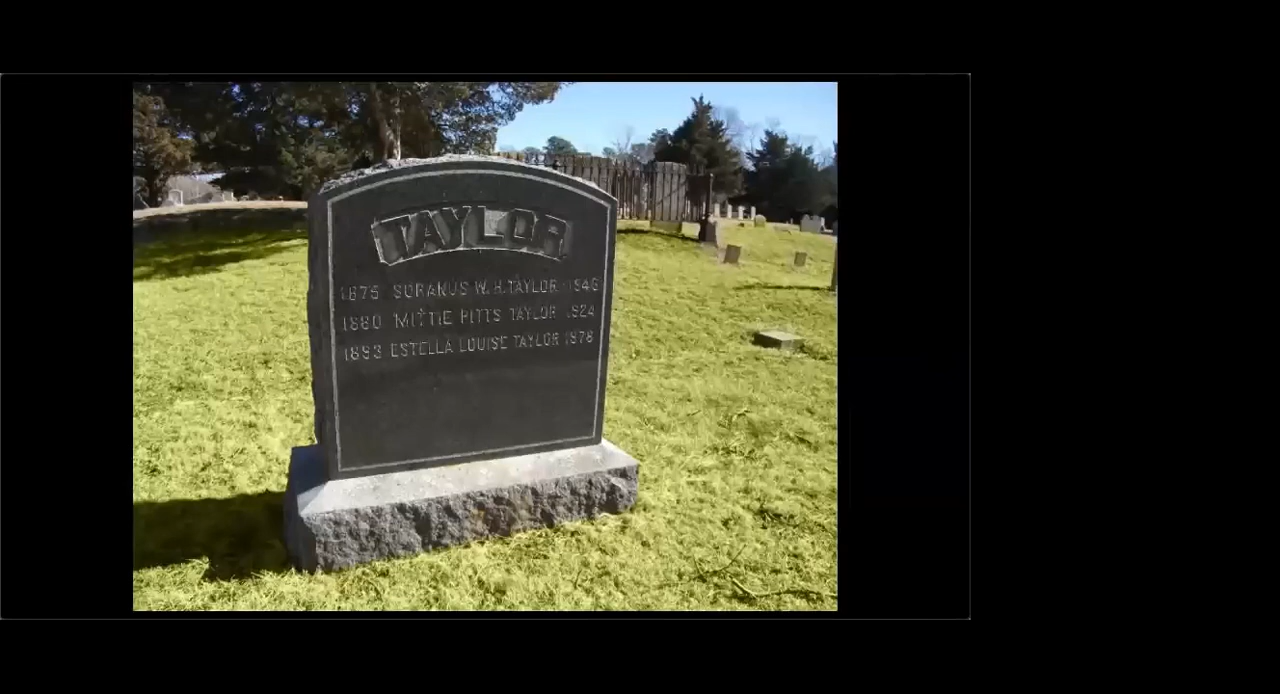 TAYLOR
1875 SORANUS W. H. TAYLOR 1946
1880 MITTIE PITTS TAYLOR 1924
1893 ESTELLA LOUISE TAYLOR 1978